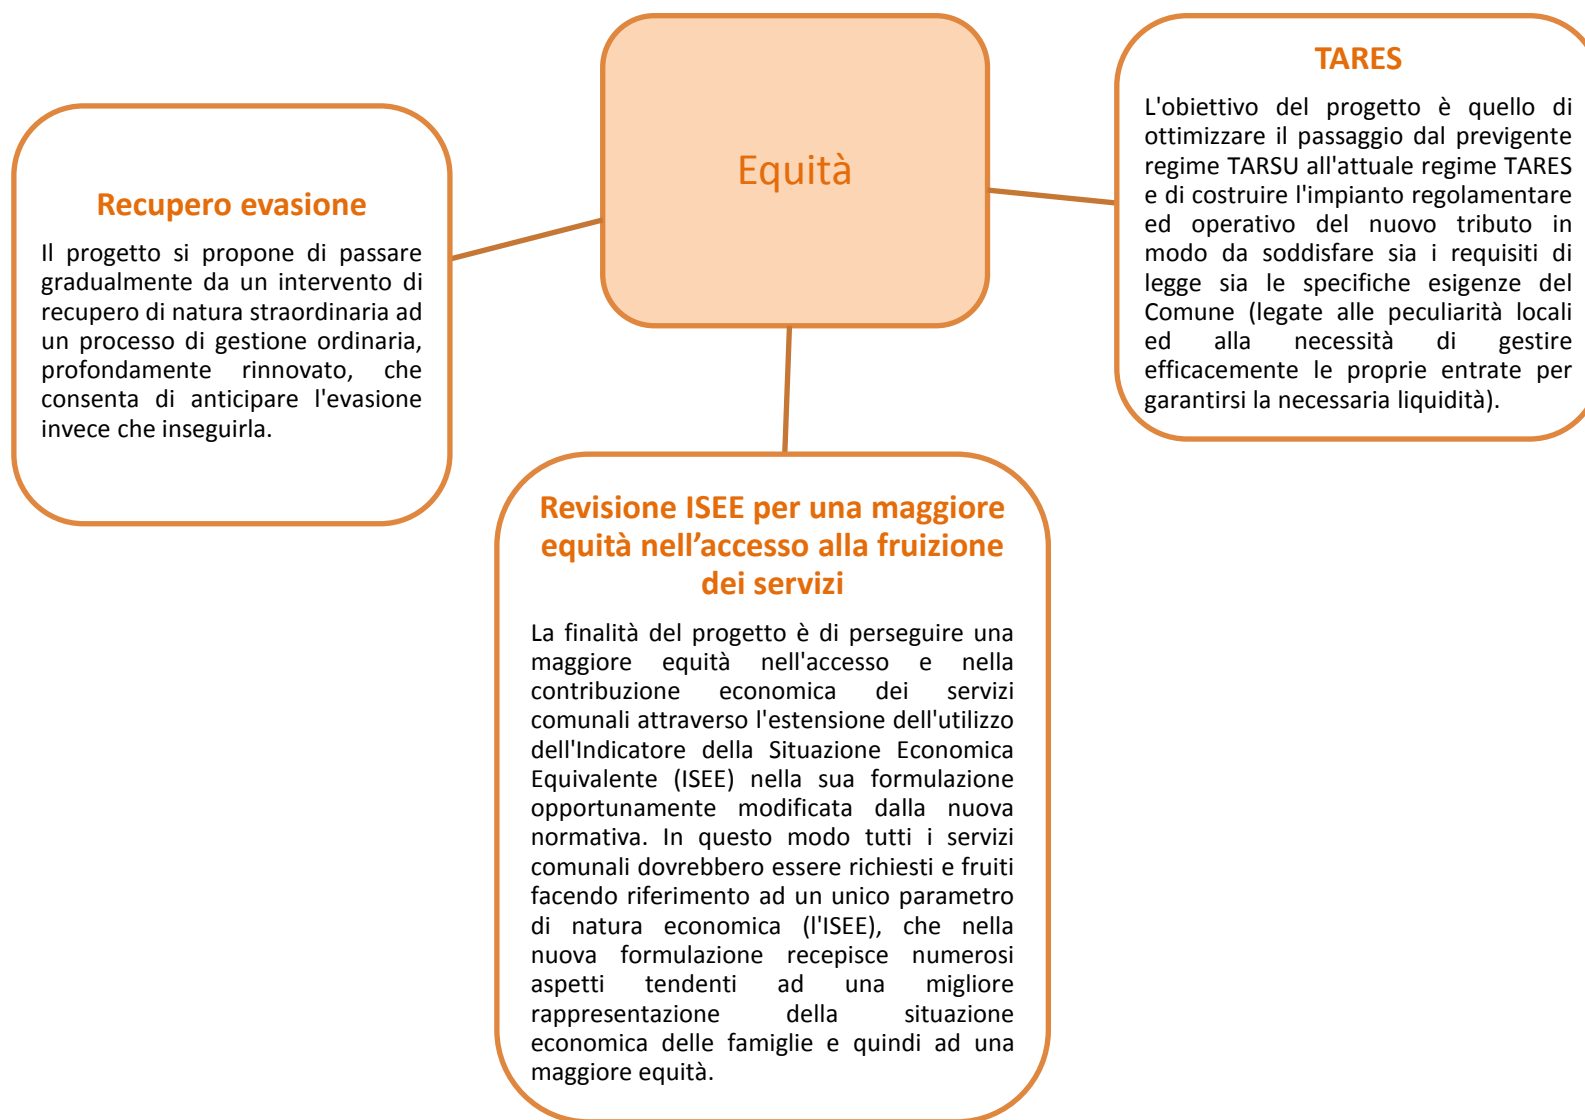 Equità
Recupero evasione
Il progetto si propone di passare
gradualmente da un intervento di
recupero di natura straordinaria ad
un processo di gestione ordinaria,
profondamente rinnovato, che
consenta di anticipare l'evasione
invece che inseguirla.
TARES
L'obiettivo del progetto è quello di
ottimizzare il passaggio dal previgente
regime TARSU all'attuale regime TARES
e di costruire l'impianto regolamentare
ed operativo del nuovo tributo in
modo da soddisfare sia i requisiti di
legge sia le specifiche esigenze del
Comune (legate alle peculiarità locali
ed alla necessità di gestire
efficacemente le proprie entrate per
garantirsi la necessaria liquidità).
Revisione ISEE per una maggiore
equità nell’accesso alla fruizione
dei servizi
La finalità del progetto è di perseguire una
maggiore equità nell'accesso e nella
contribuzione economica dei servizi
comunali attraverso l'estensione dell'utilizzo
dell'Indicatore della Situazione Economica
Equivalente (ISEE) nella sua formulazione
opportunamente modificata dalla nuova
normativa. In questo modo tutti i servizi
comunali dovrebbero essere richiesti e fruiti
facendo riferimento ad un unico parametro
di natura economica (l'ISEE), che nella
nuova formulazione recepisce numerosi
aspetti tendenti ad una migliore
rappresentazione della situazione
economica delle famiglie e quindi ad una
maggiore equità.